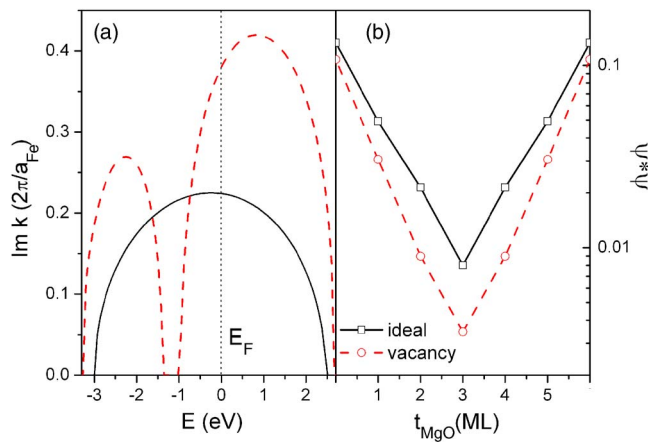 (a)
(b)
0.4
0.3
0.2
0.1
0.0
Im k (2π/a_Fe)
E_F
-3 -2 -1 0 1 2
E (eV)
0.1
0.01
ψ*ψ
ideal
vacancy
1 2 3 4 5
t_MgO(ML)